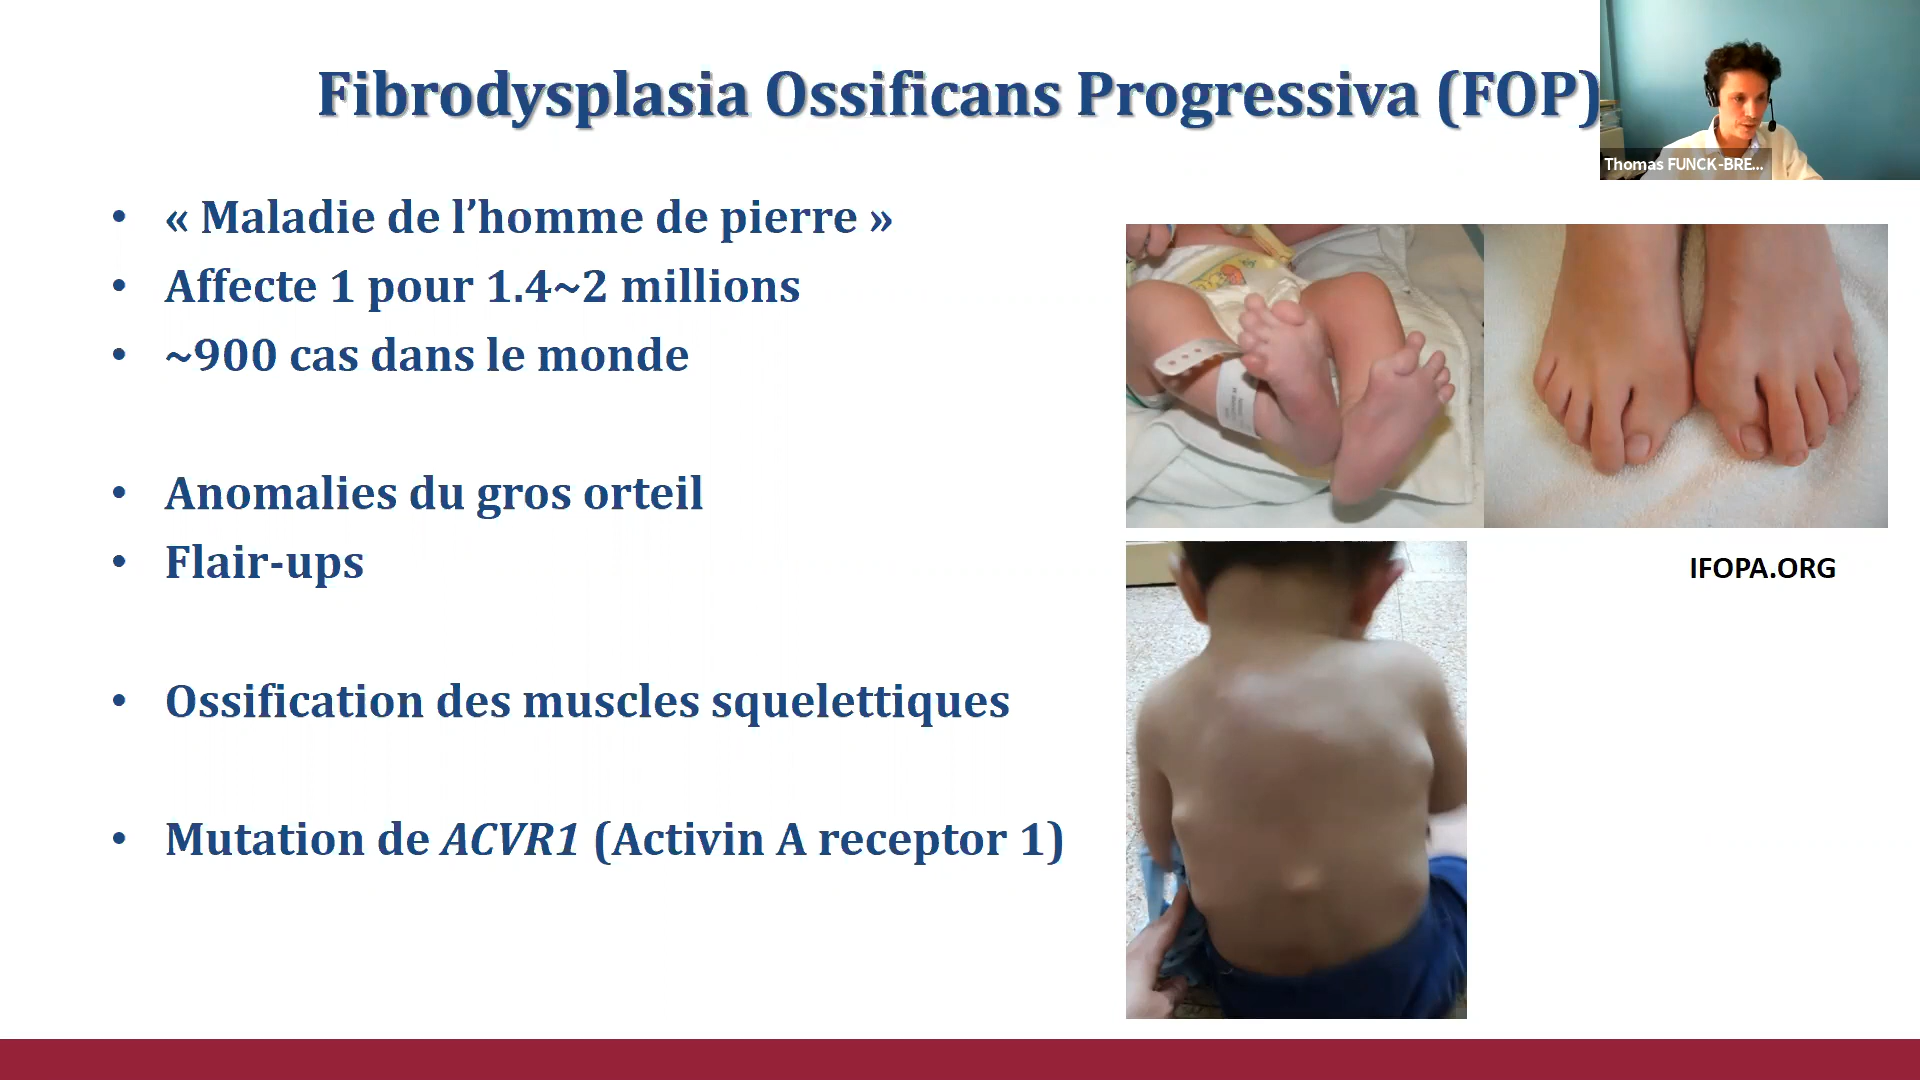 Fibrodysplasia Ossificans Progressiva (FOP)
Thomas FUNCK-BRE...
• « Maladie de l’homme de pierre »
• Affecte 1 pour 1.4~2 millions
• ~900 cas dans le monde
• Anomalies du gros orteil
• Flair-ups
IFOPA.ORG
• Ossification des muscles squelettiques
• Mutation de ACVR1 (Activin A receptor 1)